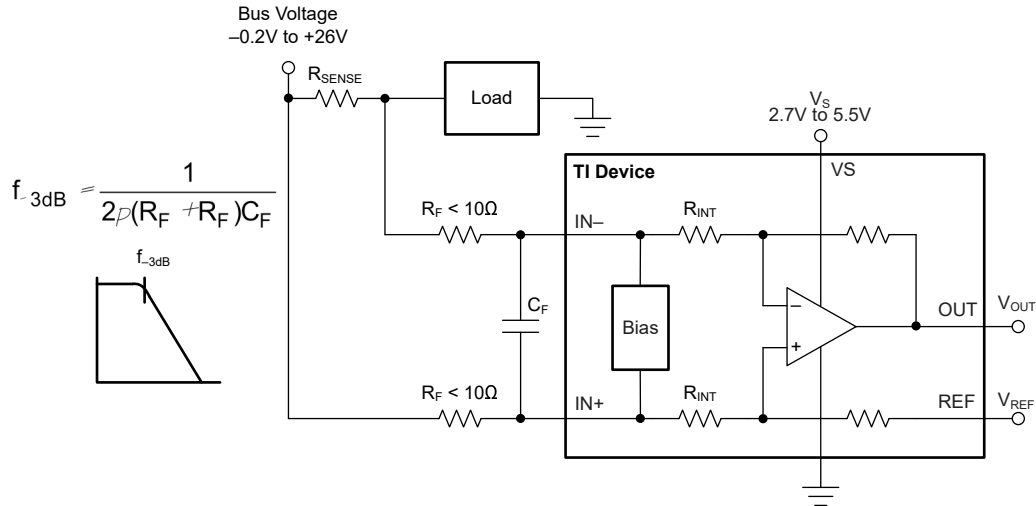 Bus Voltage
–0.2V to +26V
R_SENSE
Load
V_S
2.7V to 5.5V
TI Device
VS
f_-3dB = 1 / 2p(R_F + R_F)C_F
R_F < 10Ω
IN–
R_INT
f_–3dB
C_F
Bias
–
+
OUT
V_OUT
R_F < 10Ω
IN+
R_INT
REF
V_REF